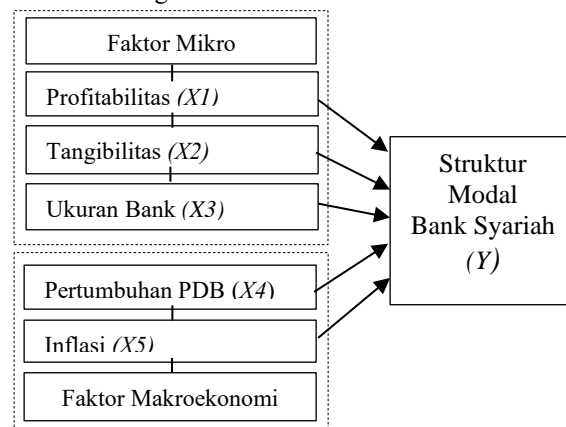 Faktor Mikro
Profitabilitas (X1)
Tangibilitas (X2)
Ukuran Bank (X3)
Pertumbuhan PDB (X4)
Inflasi (X5)
Faktor Makroekonomi
Struktur
Modal
Bank Syariah
(Y)